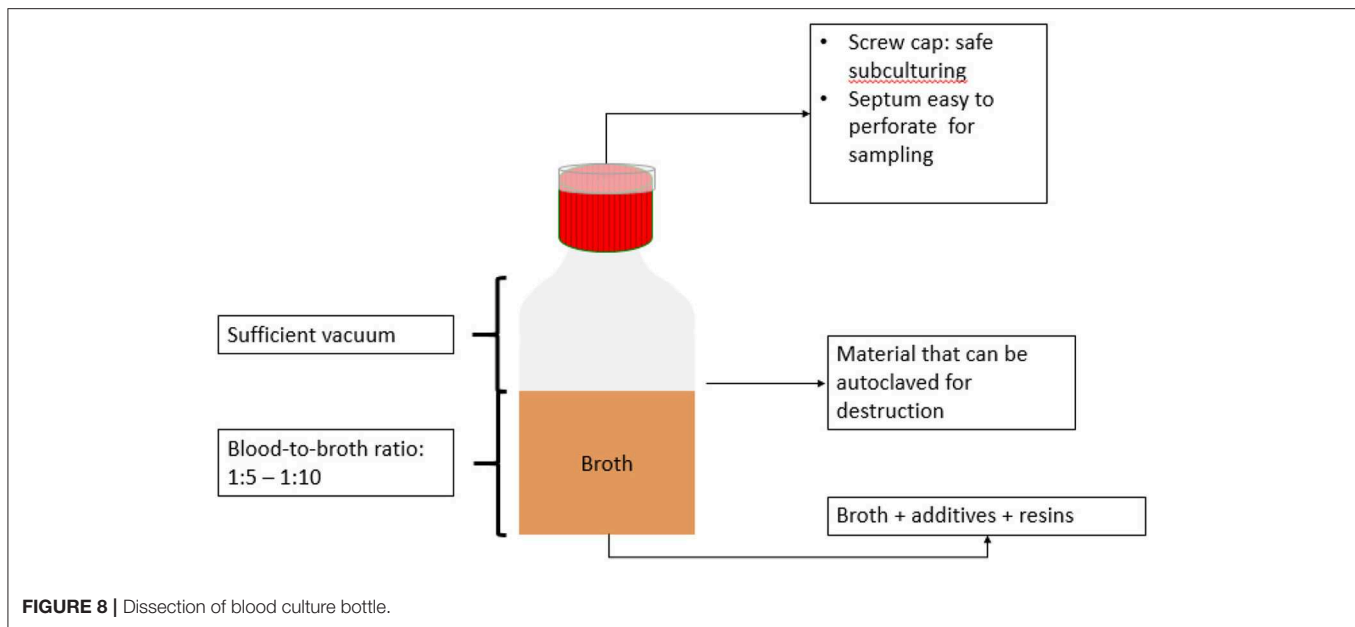 • Screw cap: safe
subculturing
• Septum easy to
perforate for
sampling
Sufficient vacuum
Material that can be
autoclaved for
destruction
Blood-to-broth ratio:
1:5 – 1:10
Broth
Broth + additives + resins
FIGURE 8 | Dissection of blood culture bottle.